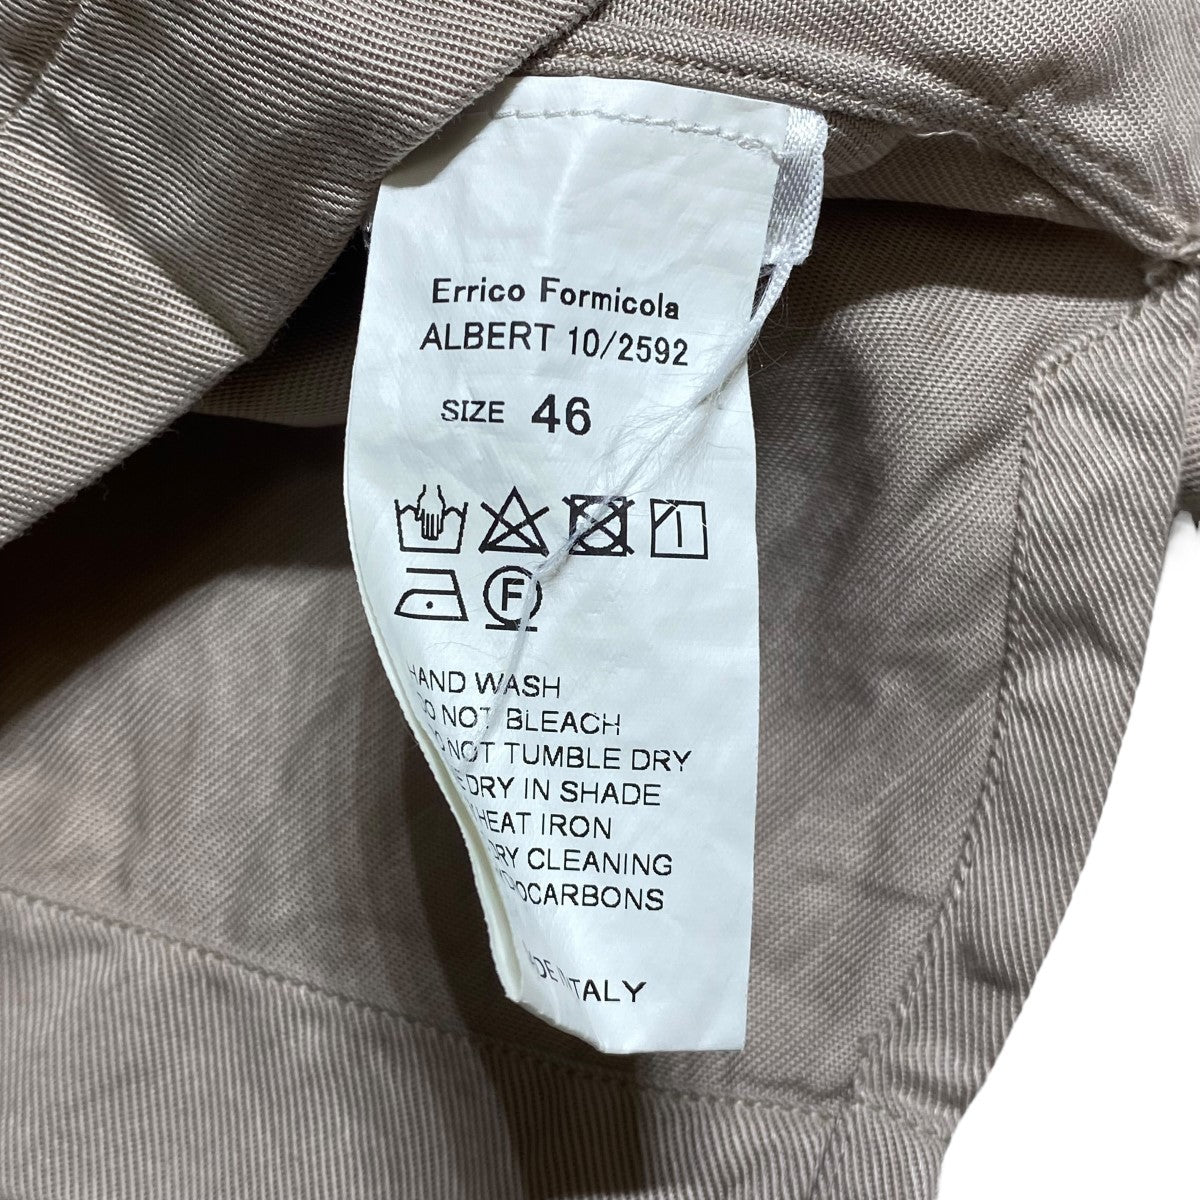 Errico Formicola
ALBERT 10/2592
SIZE 46
F
HAND WASH
DO NOT BLEACH
NOT TUMBLE DRY
DRY IN SHADE
HEAT IRON
DRY CLEANING
ITALY